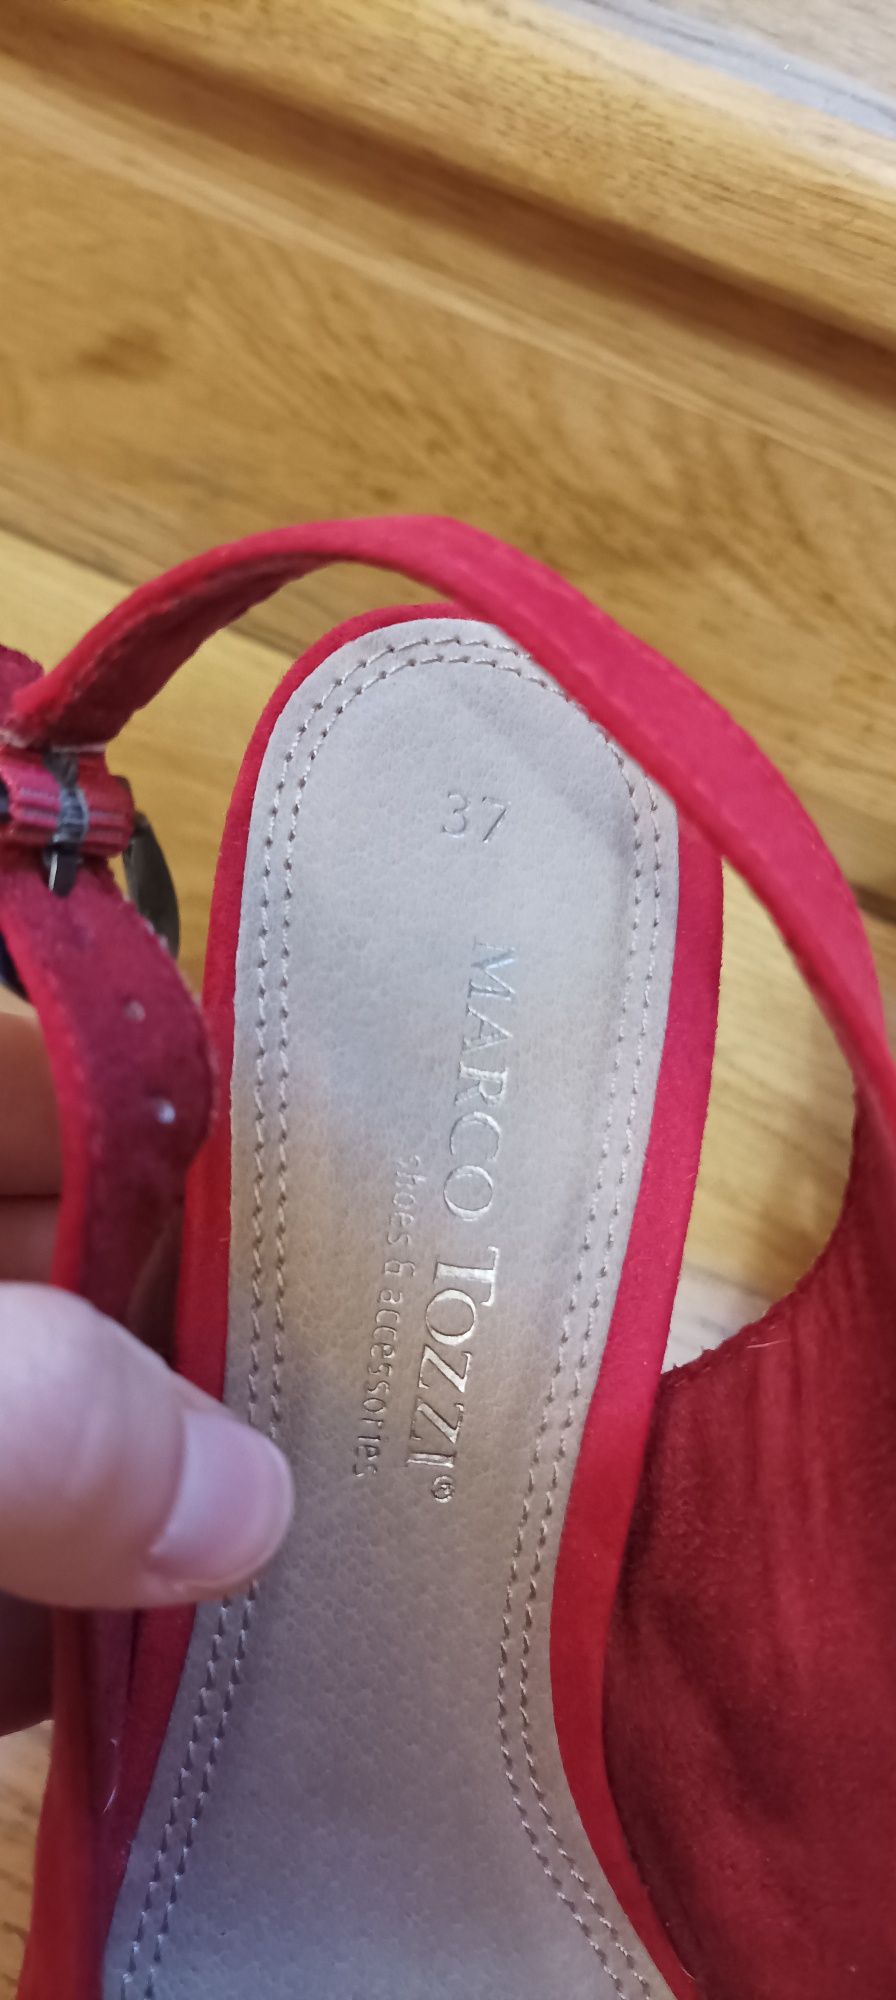 37
MARCO TOZZI®
shoes & accessories